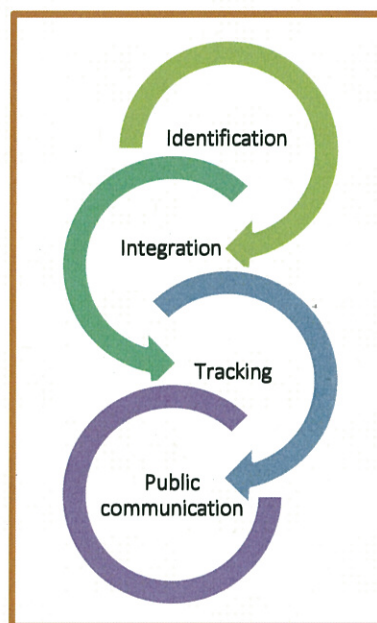 Identification
Integration
Tracking
Public
communication